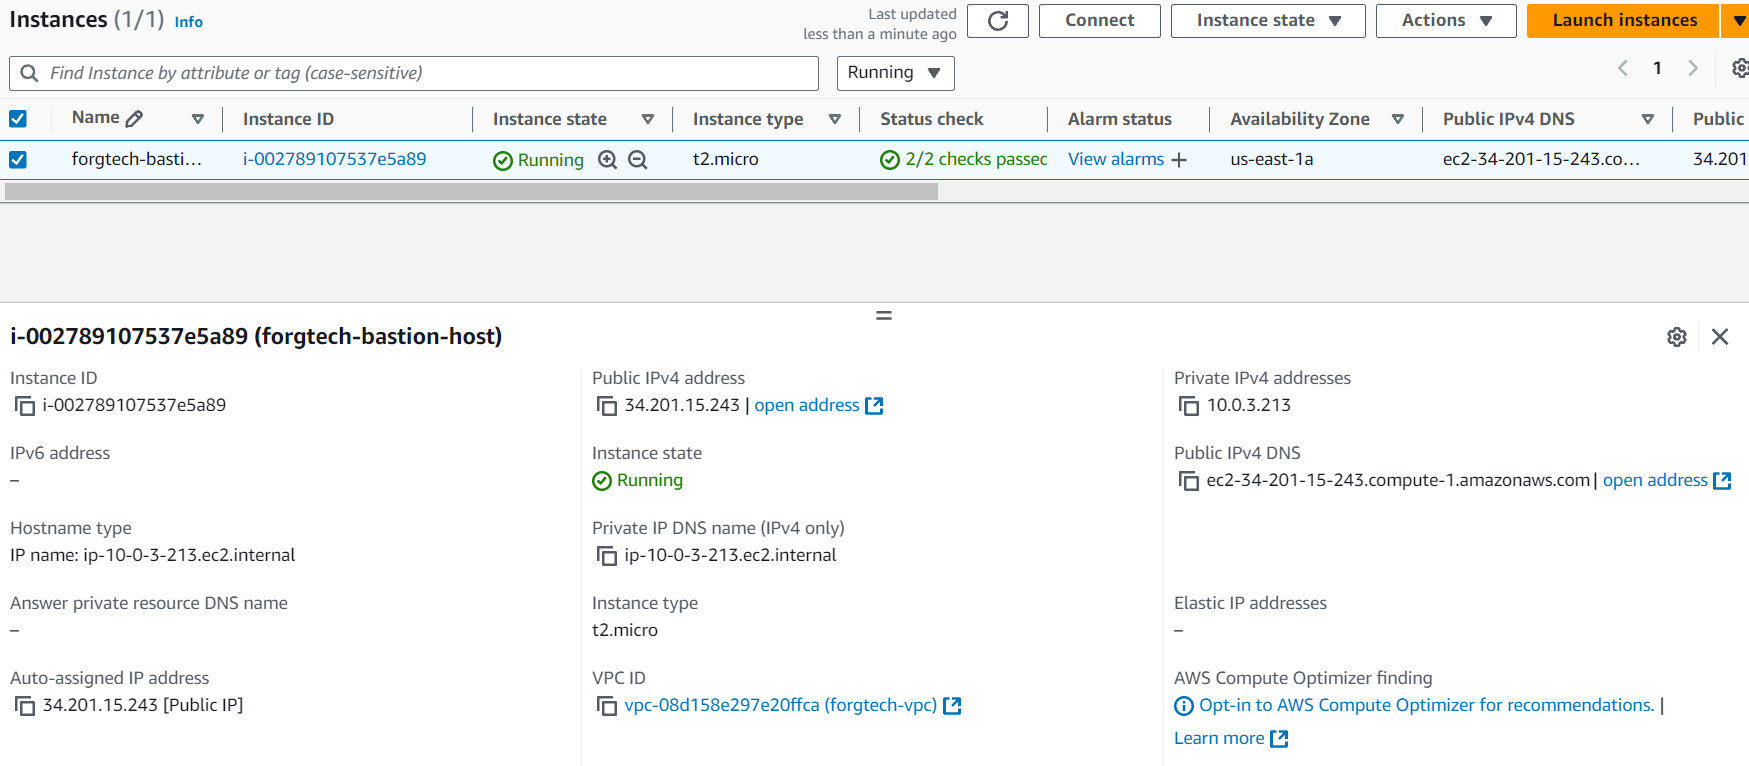 Instances (1/1) Info
Last updated
less than a minute ago
Connect
Instance state
Actions
Launch instances
Find Instance by attribute or tag (case-sensitive)
Running
1
Name Instance ID Instance state Instance type Status check Alarm status Availability Zone Public IPv4 DNS Public
forgtech-basti... i-002789107537e5a89 Running t2.micro 2/2 checks passed View alarms + us-east-1a ec2-34-201-15-243.co... 34.201
i-002789107537e5a89 (forgtech-bastion-host)
Instance ID
i-002789107537e5a89
Public IPv4 address
34.201.15.243 | open address
Private IPv4 addresses
10.0.3.213
IPv6 address
–
Instance state
Running
Public IPv4 DNS
ec2-34-201-15-243.compute-1.amazonaws.com | open address
Hostname type
IP name: ip-10-0-3-213.ec2.internal
Private IP DNS name (IPv4 only)
ip-10-0-3-213.ec2.internal
Answer private resource DNS name
–
Instance type
t2.micro
Elastic IP addresses
–
Auto-assigned IP address
34.201.15.243 [Public IP]
VPC ID
vpc-08d158e297e20ffca (forgtech-vpc)
AWS Compute Optimizer finding
Opt-in to AWS Compute Optimizer for recommendations. |
Learn more